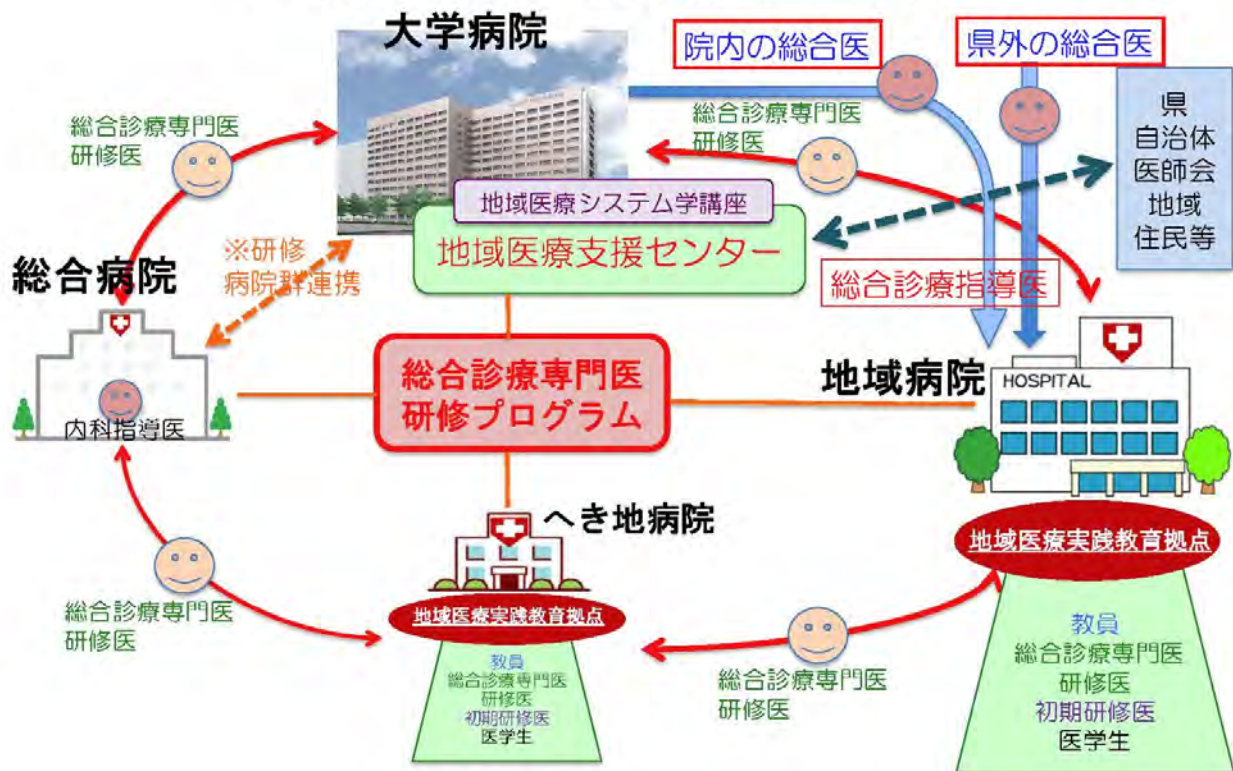 大学病院
院内の総合医
県外の総合医
総合診療専門医
研修医
総合診療専門医
研修医
県
自治体
医師会
地域
住民等
地域医療システム学講座
地域医療支援センター
※研修
病院群連携
総合病院
総合診療指導医
内科指導医
総合診療専門医
研修プログラム
地域病院
HOSPITAL
へき地病院
地域医療実践教育拠点
教員
総合診療専門医
研修医
初期研修医
医学生
総合診療専門医
研修医
総合診療専門医
研修医
地域医療実践教育拠点
教員
総合診療専門医
研修医
初期研修医
医学生